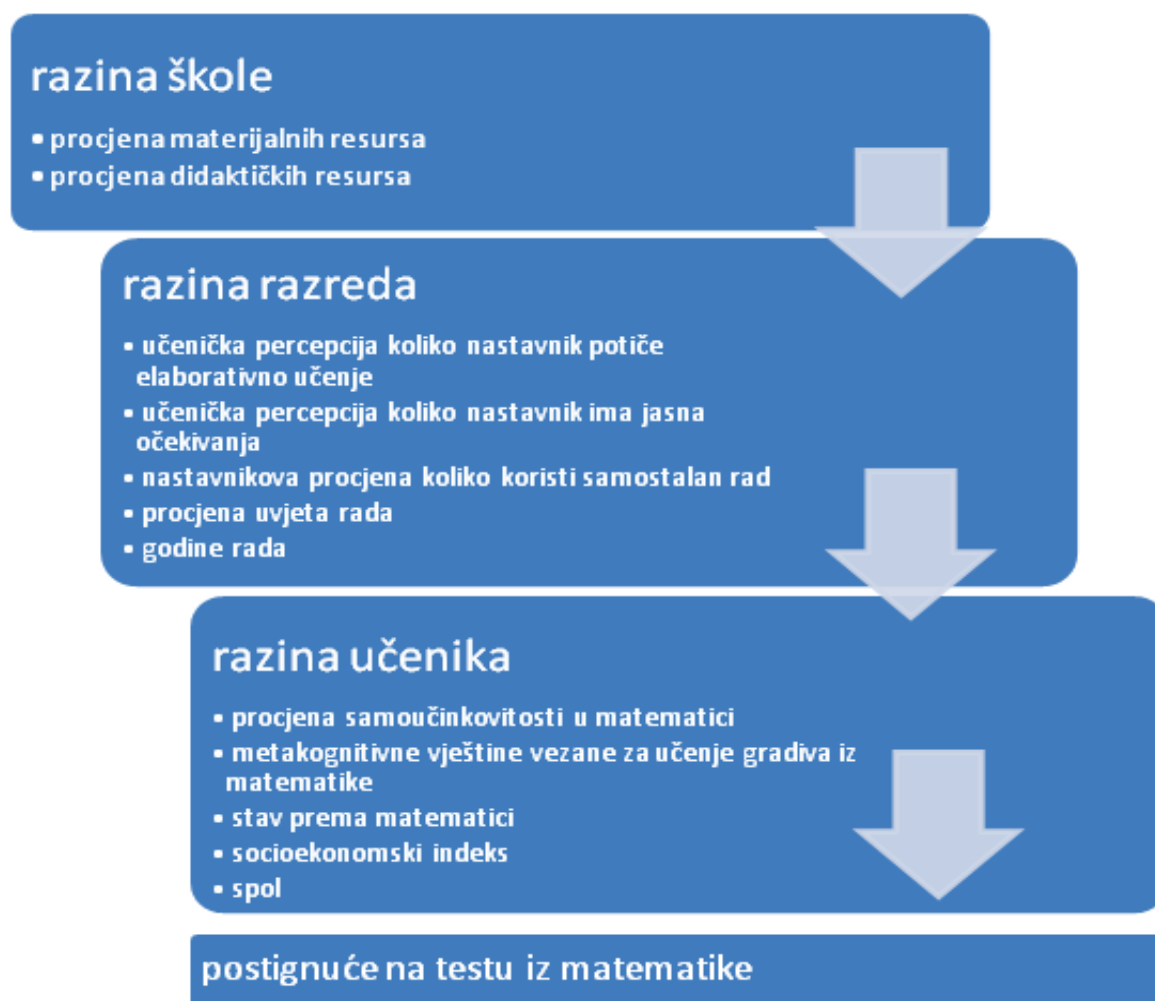 razina škole
▪ procjena materijalnih resursa
▪ procjena didaktičkih resursa
razina razreda
▪ učenička percepcija koliko nastavnik potiče
elaborativno učenje
▪ učenička percepcija koliko nastavnik ima jasna
očekivanja
▪ nastavnikova procjena koliko koristi samostalan rad
▪ procjena uvjeta rada
▪ godine rada
razina učenika
▪ procjena samoučinkovitosti u matematici
▪ metakognitivne vještine vezane za učenje gradiva iz
matematike
▪ stav prema matematici
▪ socioekonomski indeks
▪ spol
postignuće na testu iz matematike